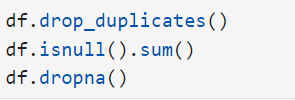 df.drop_duplicates()
df.isnull().sum()
df.dropna()